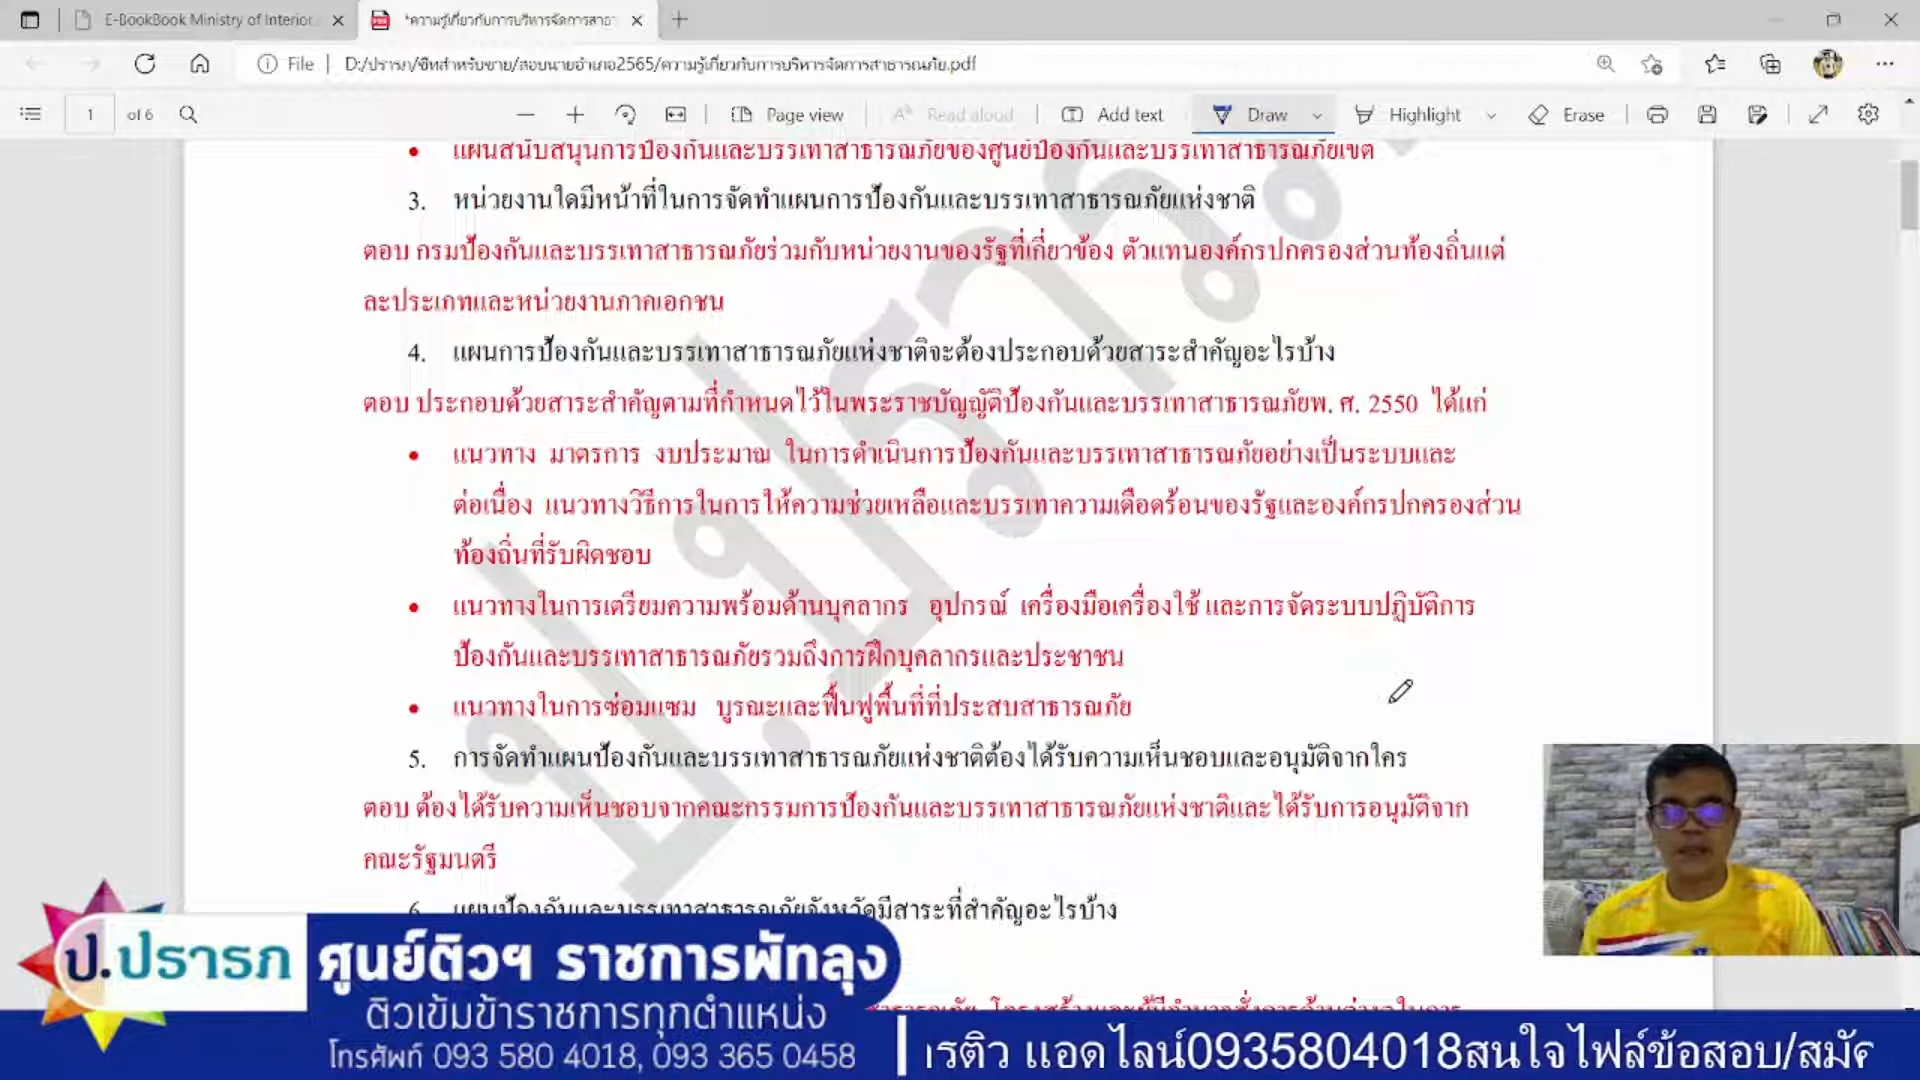 E-BookBook Ministry of Interior
*ความรู้เกี่ยวกับการบริหารจัดการสาธา
File
D:/ปรารภ/ชีทสำหรับขาย/สอบนายอำเภอ2565/ความรู้เกี่ยวกับการบริหารจัดการสาธารณภัย.pdf
1 of 6
Page view
Read aloud
Add text
Draw
Highlight
Erase
• แผนสนับสนุนการป้องกันและบรรเทาสาธารณภัยของศูนย์ป้องกันและบรรเทาสาธารณภัยเขต
3. หน่วยงานใดมีหน้าที่ในการจัดทำแผนการป้องกันและบรรเทาสาธารณภัยแห่งชาติ
ตอบ กรมป้องกันและบรรเทาสาธารณภัยร่วมกับหน่วยงานของรัฐที่เกี่ยวข้อง ตัวแทนองค์กรปกครองส่วนท้องถิ่นแต่
ละประเภทและหน่วยงานภาคเอกชน
4. แผนการป้องกันและบรรเทาสาธารณภัยแห่งชาติจะต้องประกอบด้วยสาระสำคัญอะไรบ้าง
ตอบ ประกอบด้วยสาระสำคัญตามที่กำหนดไว้ในพระราชบัญญัติป้องกันและบรรเทาสาธารณภัยพ. ศ. 2550 ได้แก่
• แนวทาง มาตรการ งบประมาณ ในการดำเนินการป้องกันและบรรเทาสาธารณภัยอย่างเป็นระบบและ
ต่อเนื่อง แนวทางวิธีการในการให้ความช่วยเหลือและบรรเทาความเดือดร้อนของรัฐและองค์กรปกครองส่วน
ท้องถิ่นที่รับผิดชอบ
• แนวทางในการเตรียมความพร้อมด้านบุคลากร อุปกรณ์ เครื่องมือเครื่องใช้ และการจัดระบบปฏิบัติการ
ป้องกันและบรรเทาสาธารณภัยรวมถึงการฝึกบุคลากรและประชาชน
• แนวทางในการซ่อมแซม บูรณะและฟื้นฟูพื้นที่ที่ประสบสาธารณภัย
5. การจัดทำแผนป้องกันและบรรเทาสาธารณภัยแห่งชาติต้องได้รับความเห็นชอบและอนุมัติจากใคร
ตอบ ต้องได้รับความเห็นชอบจากคณะกรรมการป้องกันและบรรเทาสาธารณภัยแห่งชาติและได้รับการอนุมัติจาก
คณะรัฐมนตรี
6. แผนป้องกันและบรรเทาสาธารณภัยจังหวัดมีสาระที่สำคัญอะไรบ้าง
ป.ปรารภ
ศูนย์ติวฯ ราชการพัทลุง
ติวเข้มข้าราชการทุกตำแหน่ง
โทรศัพท์ 093 580 4018, 093 365 0458
เรติว แอดไลน์0935804018สนใจไฟล์ข้อสอบ/สมัค